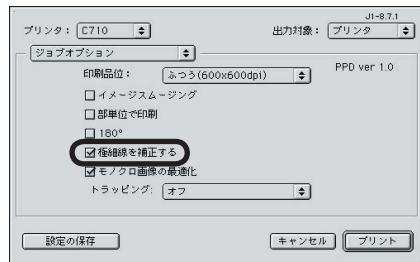 J1-8.7.1
プリンタ： C710 出力対象： プリンタ
ジョブオプション
印刷品位： ふつう(600x600dpi) PPD ver 1.0
イメージスムージング
部単位で印刷
180°
極細線を補正する
モノクロ画像の最適化
トラッピング: オフ
設定の保存 キャンセル プリント